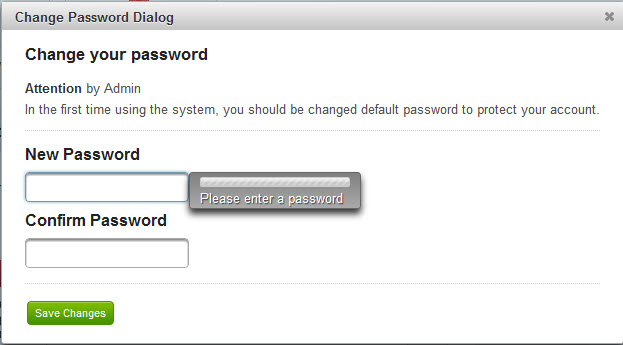 Change Password Dialog
Change your password
Attention by Admin
In the first time using the system, you should be changed default password to protect your account.
New Password
Please enter a password
Confirm Password
Save Changes